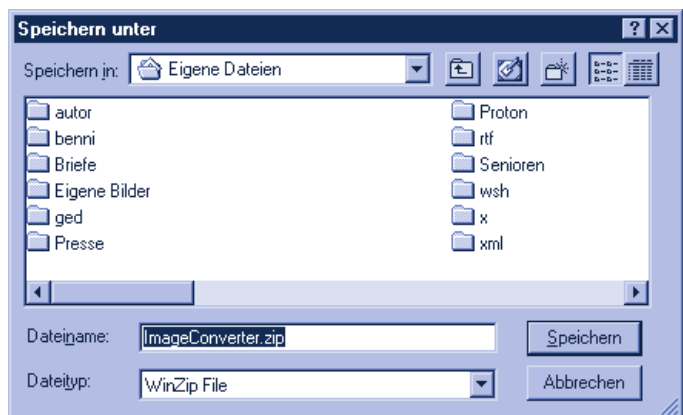 Speichern unter
Speichern in: Eigene Dateien
autor
benni
Briefe
Eigene Bilder
ged
Presse
Proton
rtf
Senioren
wsh
x
xml
Dateiname: ImageConverter.zip Speichern
Dateityp: WinZip File Abbrechen